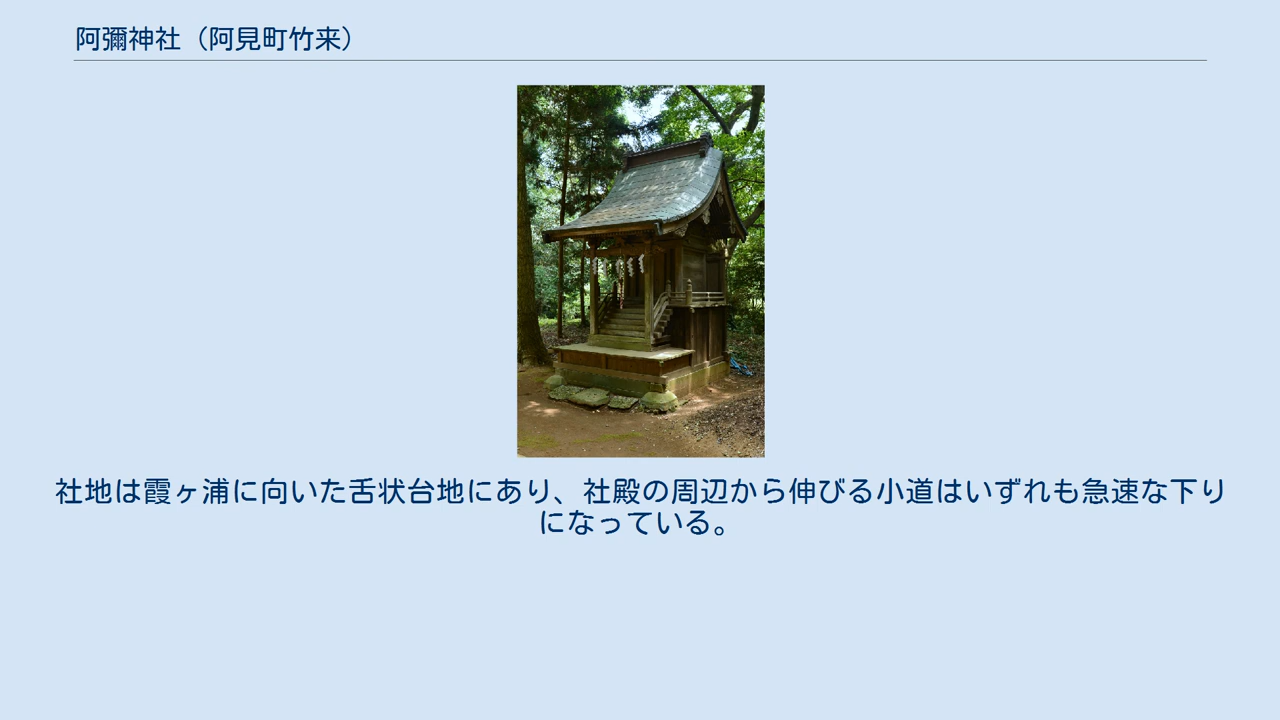 阿彌神社（阿見町竹来）
社地は霞ヶ浦に向いた舌状台地にあり、社殿の周辺から伸びる小道はいずれも急速な下り
になっている。